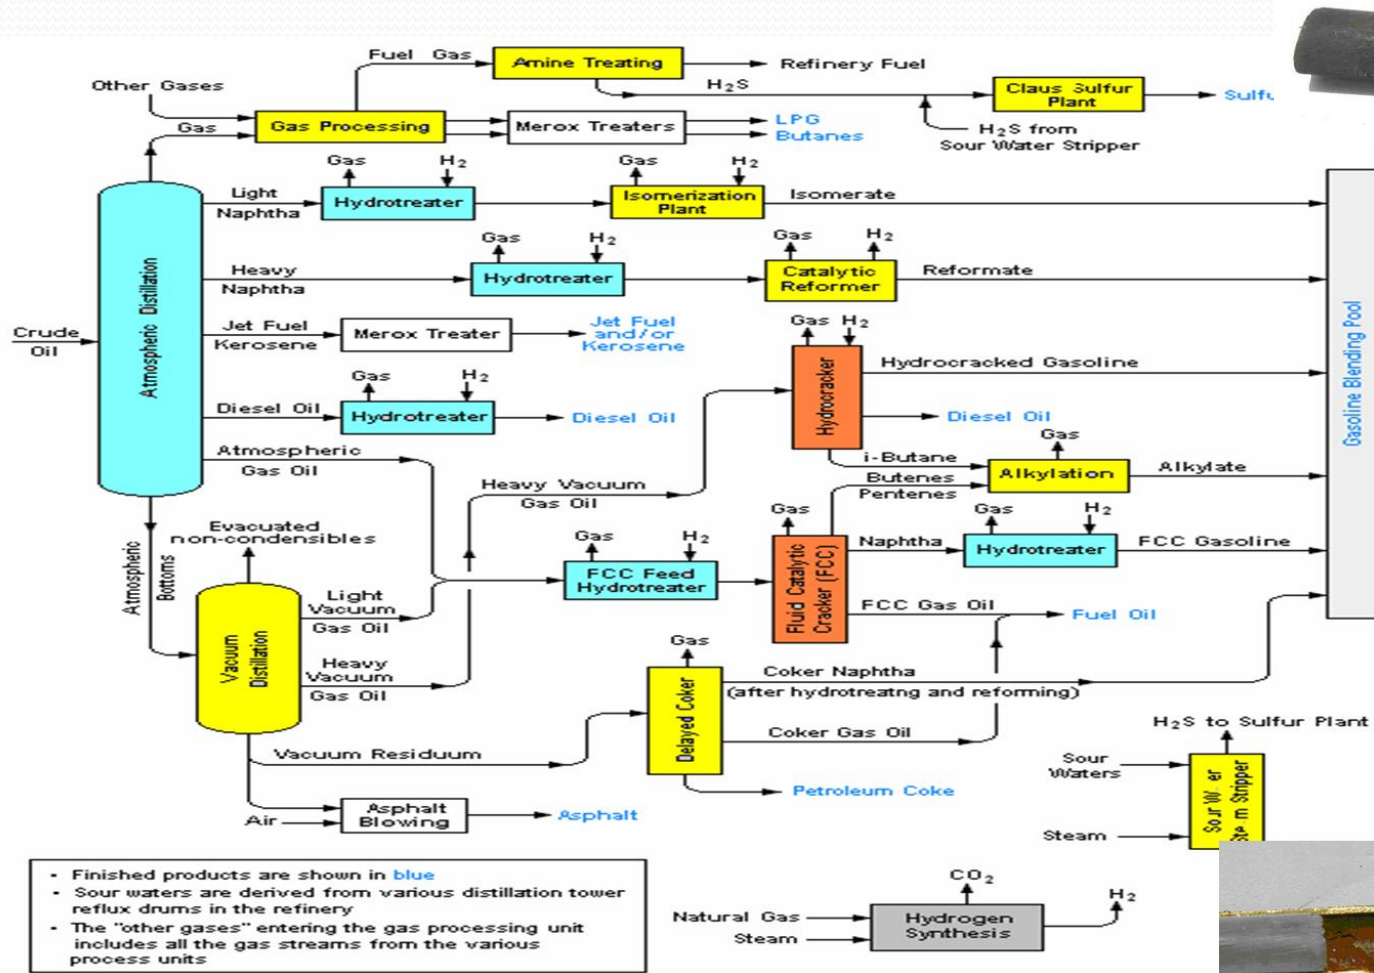 Fuel Gas
Amine Treating
Refinery Fuel
Other Gases
H₂S
Claus Sulfur
Plant
Gas
Gas Processing
Merox Treaters
LPG
Butanes
H₂S from
Sour Water Stripper
Gas
H₂
Gas
H₂
Light
Naphtha
Hydrotreater
Isomerization
Plant
Isomerate
Gas
H₂
Gas
H₂
Heavy
Naphtha
Hydrotreater
Catalytic
Reformer
Reformate
Crude
Oil
Atmospheric Distillation
Jet Fuel
Kerosene
Merox Treater
Jet Fuel
and/or
Kerosene
Gas
H₂
Hydrocracker
Hydrocracked Gasoline
Gasoline Blending Pool
Gas
H₂
Diesel Oil
Hydrotreater
Diesel Oil
Diesel Oil
Atmospheric
Gas Oil
i-Butane
Butenes
Pentenes
Gas
Alkylation
Alkylate
Heavy Vacuum
Gas Oil
Atmospheric
Bottoms
Evacuated
non-condensibles
Gas
H₂
FCC Feed
Hydrotreater
Gas
Fluid Catalytic
Cracker (FCC)
Naphtha
Gas
H₂
Hydrotreater
FCC Gasoline
Light
Vacuum
Gas Oil
FCC Gas Oil
Fuel Oil
Vacuum
Distillation
Heavy
Vacuum
Gas Oil
Gas
Delayed Coker
Coker Naphtha
(after hydrotreatng and reforming)
Coker Gas Oil
Vacuum Residuum
Petroleum Coke
H₂S to Sulfur Plant
Sour
Waters
Steam
Stripper
Air
Asphalt
Blowing
Asphalt
• Finished products are shown in blue
• Sour waters are derived from various distillation tower
reflux drums in the refinery
• The "other gases" entering the gas processing unit
includes all the gas streams from the various
process units
CO₂
H₂
Natural Gas
Steam
Hydrogen
Synthesis